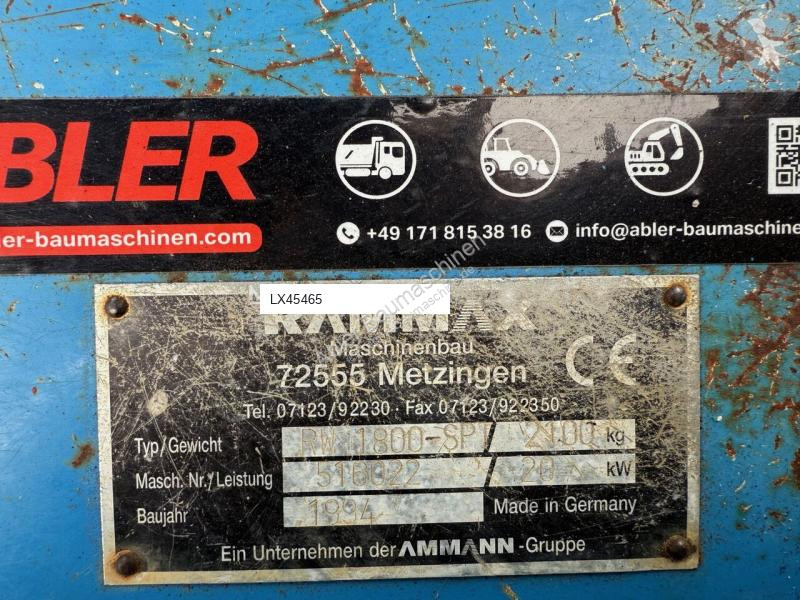 BLER
er-baumaschinen.com
+49 171 815 38 16
info@abler-baumaschine
LX45465
RAMMAX
Maschinenbau
72555 Metzingen
CE
Tel. 07123/92230 · Fax 07123/922350
Typ/Gewicht RW 1800-SPT 2100 kg
Masch. Nr./Leistung 518022 20 kW
Baujahr 1994 Made in Germany
Ein Unternehmen der AMMANN-Gruppe